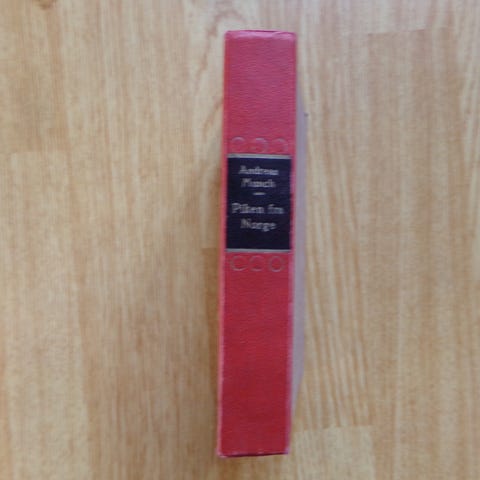 Andreas
Munch
Piken fra
Norge